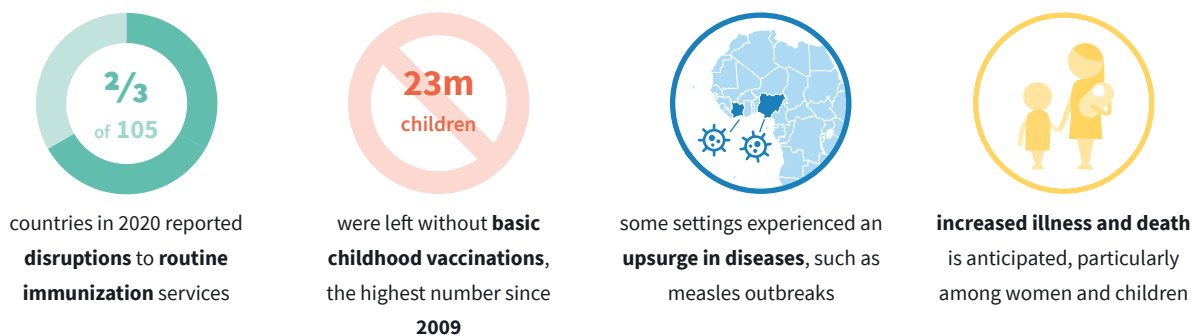 2/3
of 105
countries in 2020 reported
disruptions to routine
immunization services
23m
children
were left without basic
childhood vaccinations,
the highest number since
2009
some settings experienced an
upsurge in diseases, such as
measles outbreaks
increased illness and death
is anticipated, particularly
among women and children